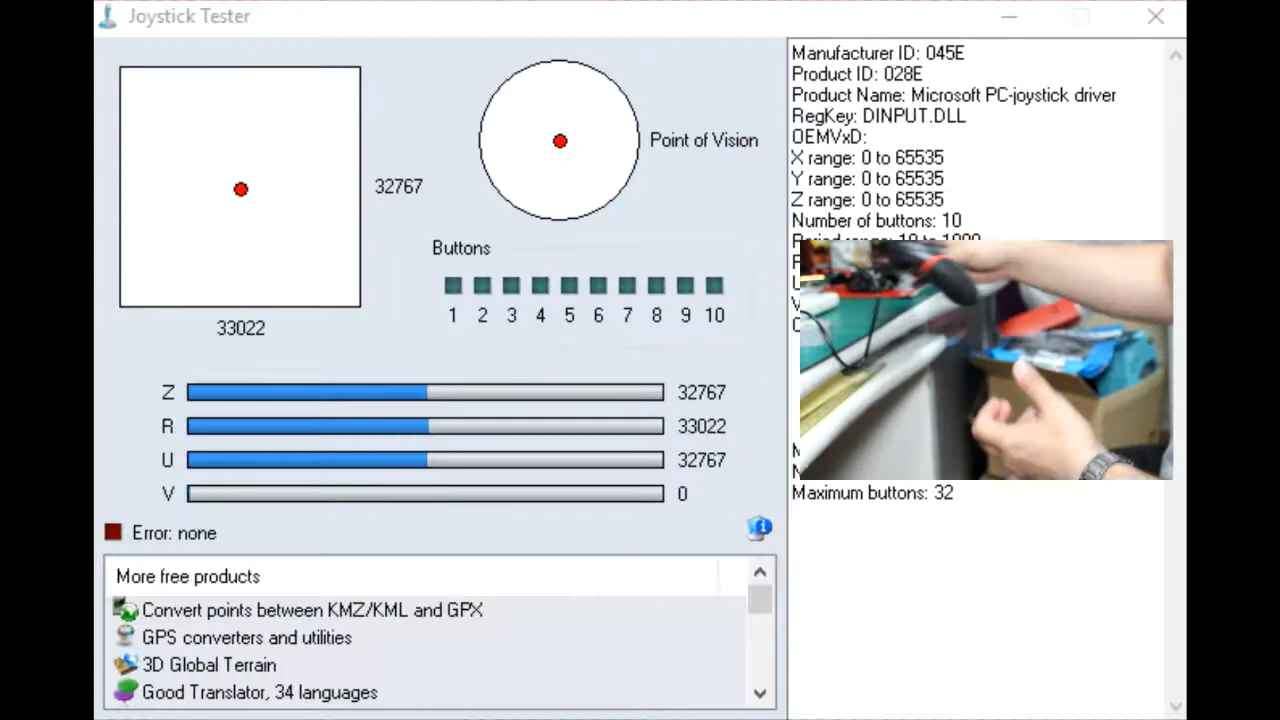 Joystick Tester
32767
33022
Point of Vision
Buttons
1 2 3 4 5 6 7 8 9 10
Z 32767
R 33022
U 32767
V 0
Error: none
More free products
Convert points between KMZ/KML and GPX
GPS converters and utilities
3D Global Terrain
Good Translator, 34 languages
Manufacturer ID: 045E
Product ID: 028E
Product Name: Microsoft PC-joystick driver
RegKey: DINPUT.DLL
OEMVxD:
X range: 0 to 65535
Y range: 0 to 65535
Z range: 0 to 65535
Number of buttons: 10
Maximum buttons: 32